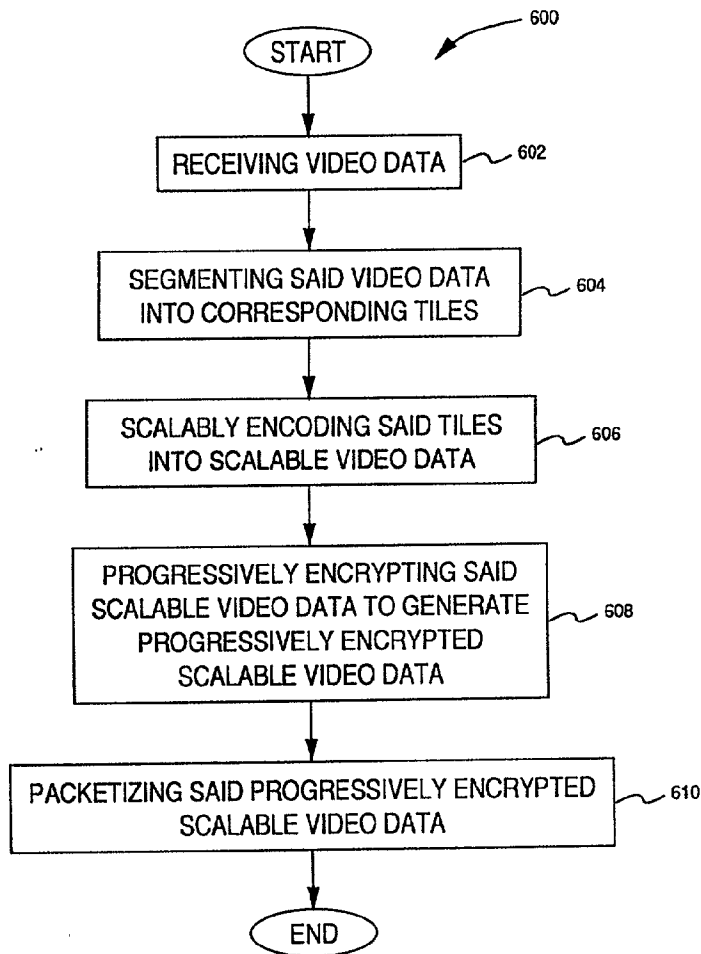 600
START
RECEIVING VIDEO DATA
602
SEGMENTING SAID VIDEO DATA
INTO CORRESPONDING TILES
604
SCALABLY ENCODING SAID TILES
INTO SCALABLE VIDEO DATA
606
PROGRESSIVELY ENCRYPTING SAID
SCALABLE VIDEO DATA TO GENERATE
PROGRESSIVELY ENCRYPTED
SCALABLE VIDEO DATA
608
PACKETIZING SAID PROGRESSIVELY ENCRYPTED
SCALABLE VIDEO DATA
610
END